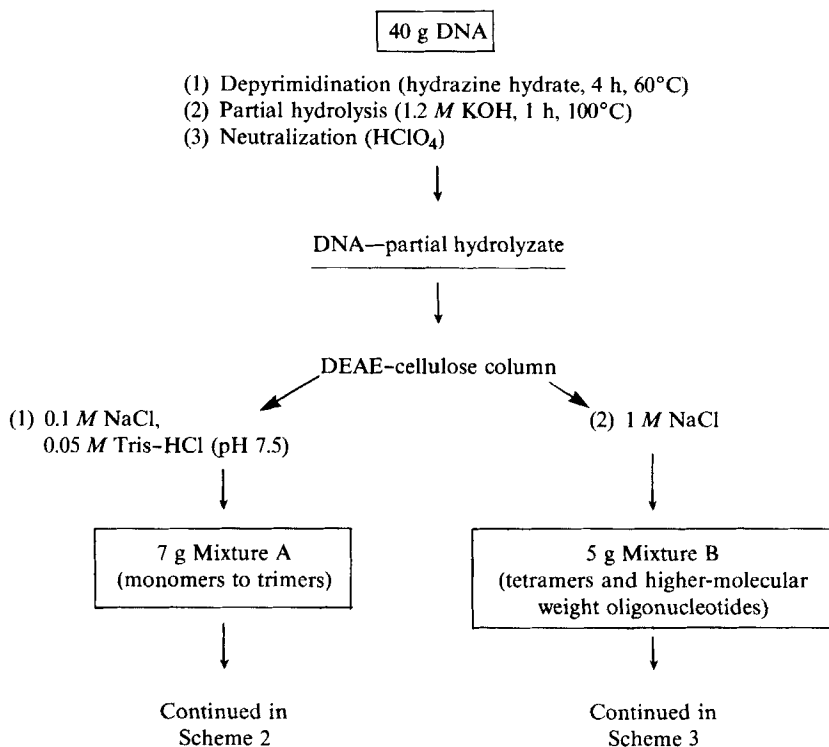 40 g DNA
(1) Depyrimidination (hydrazine hydrate, 4 h, 60°C)
(2) Partial hydrolysis (1.2 M KOH, 1 h, 100°C)
(3) Neutralization (HClO₄)
DNA—partial hydrolyzate
DEAE-cellulose column
(1) 0.1 M NaCl,
0.05 M Tris-HCl (pH 7.5)
(2) 1 M NaCl
7 g Mixture A
(monomers to trimers)
5 g Mixture B
(tetramers and higher-molecular
weight oligonucleotides)
Continued in
Scheme 2
Continued in
Scheme 3